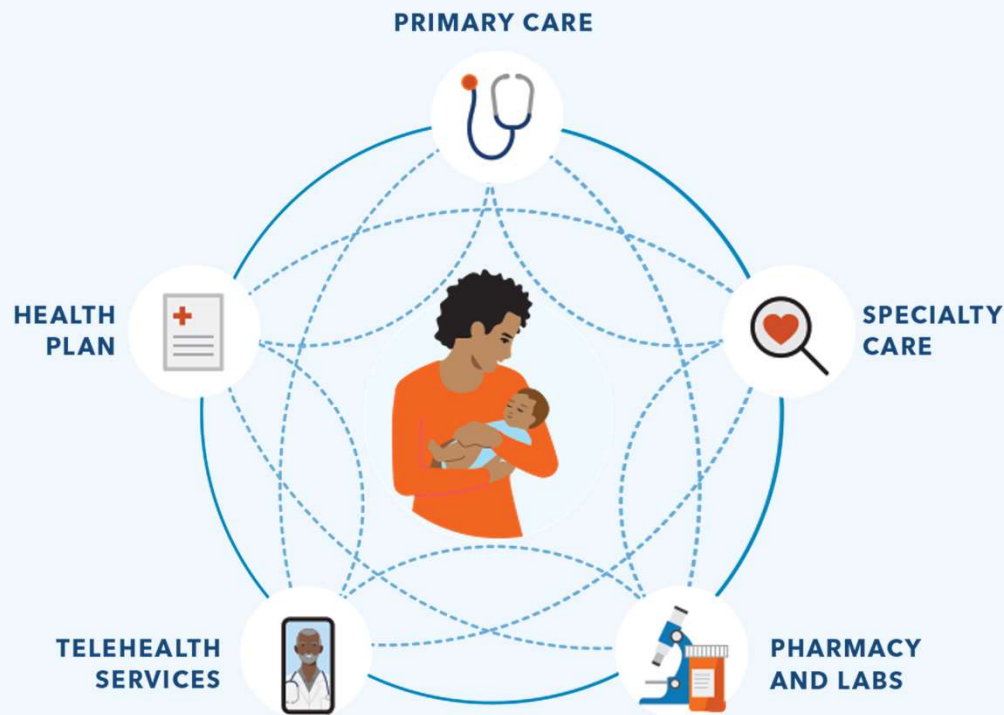 PRIMARY CARE
HEALTH
PLAN
SPECIALTY
CARE
TELEHEALTH
SERVICES
PHARMACY
AND LABS